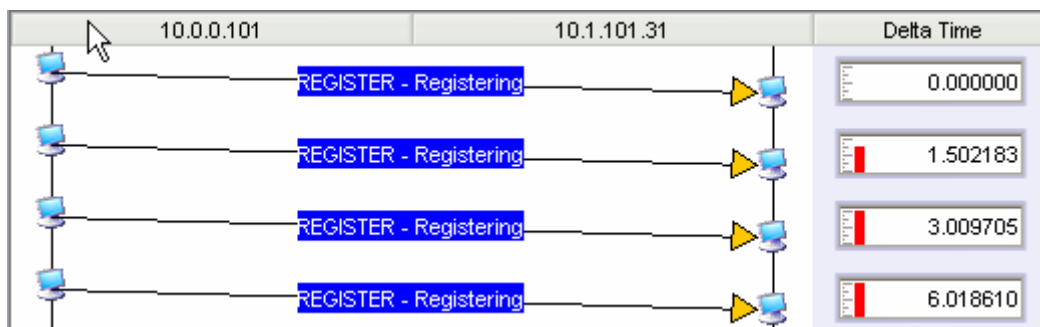 10.0.0.101 10.1.101.31 Delta Time
REGISTER - Registering 0.000000
REGISTER - Registering 1.502183
REGISTER - Registering 3.009705
REGISTER - Registering 6.018610